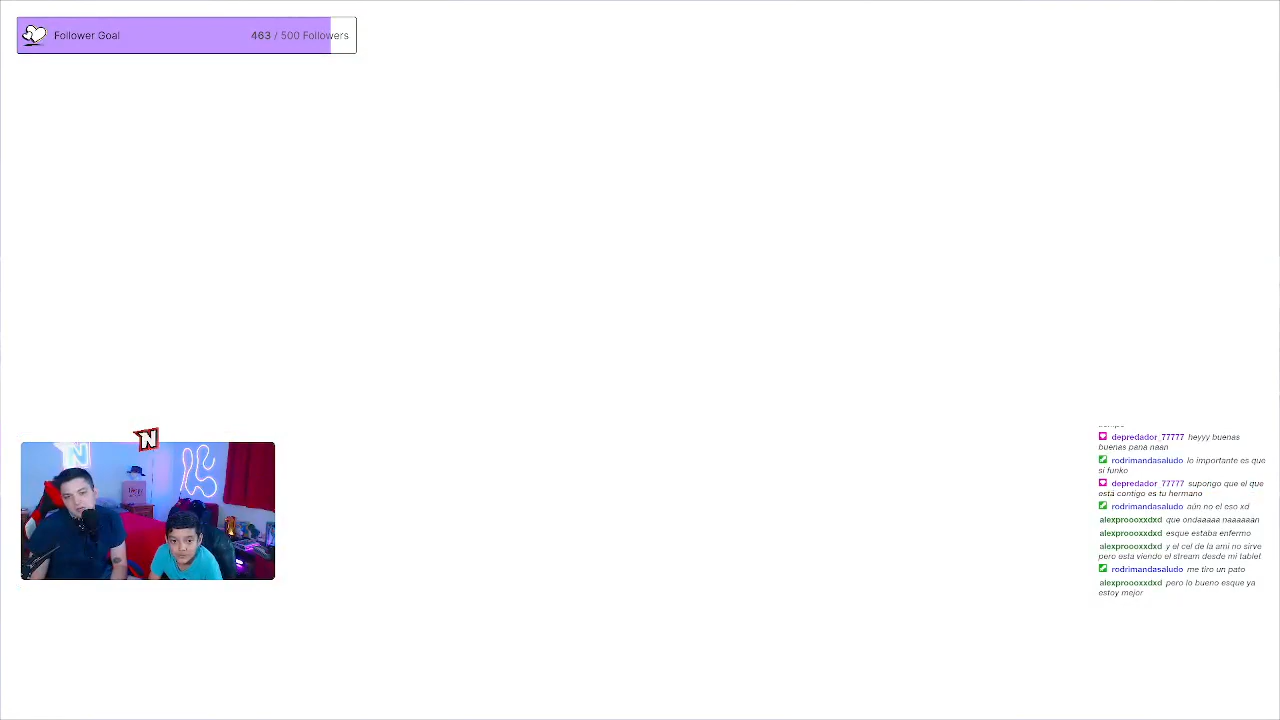 Follower Goal 463 / 500 Followers
N
N
depredador_77777 heyyy buenas
buenas pana naan
rodrimandasaludo lo importante es que
si funko
depredador_77777 supongo que el que
está contigo es tu hermano
rodrimandasaludo aún no el eso xd
alexproooxxdxd que ondaaaaa naaaaaan
alexproooxxdxd esque estaba enfermo
alexproooxxdxd y el cel de la ami no sirve
pero esta viendo el stream desde mi tablet
rodrimandasaludo me tiro un pato
alexproooxxdxd pero lo bueno esque ya
estoy mejor